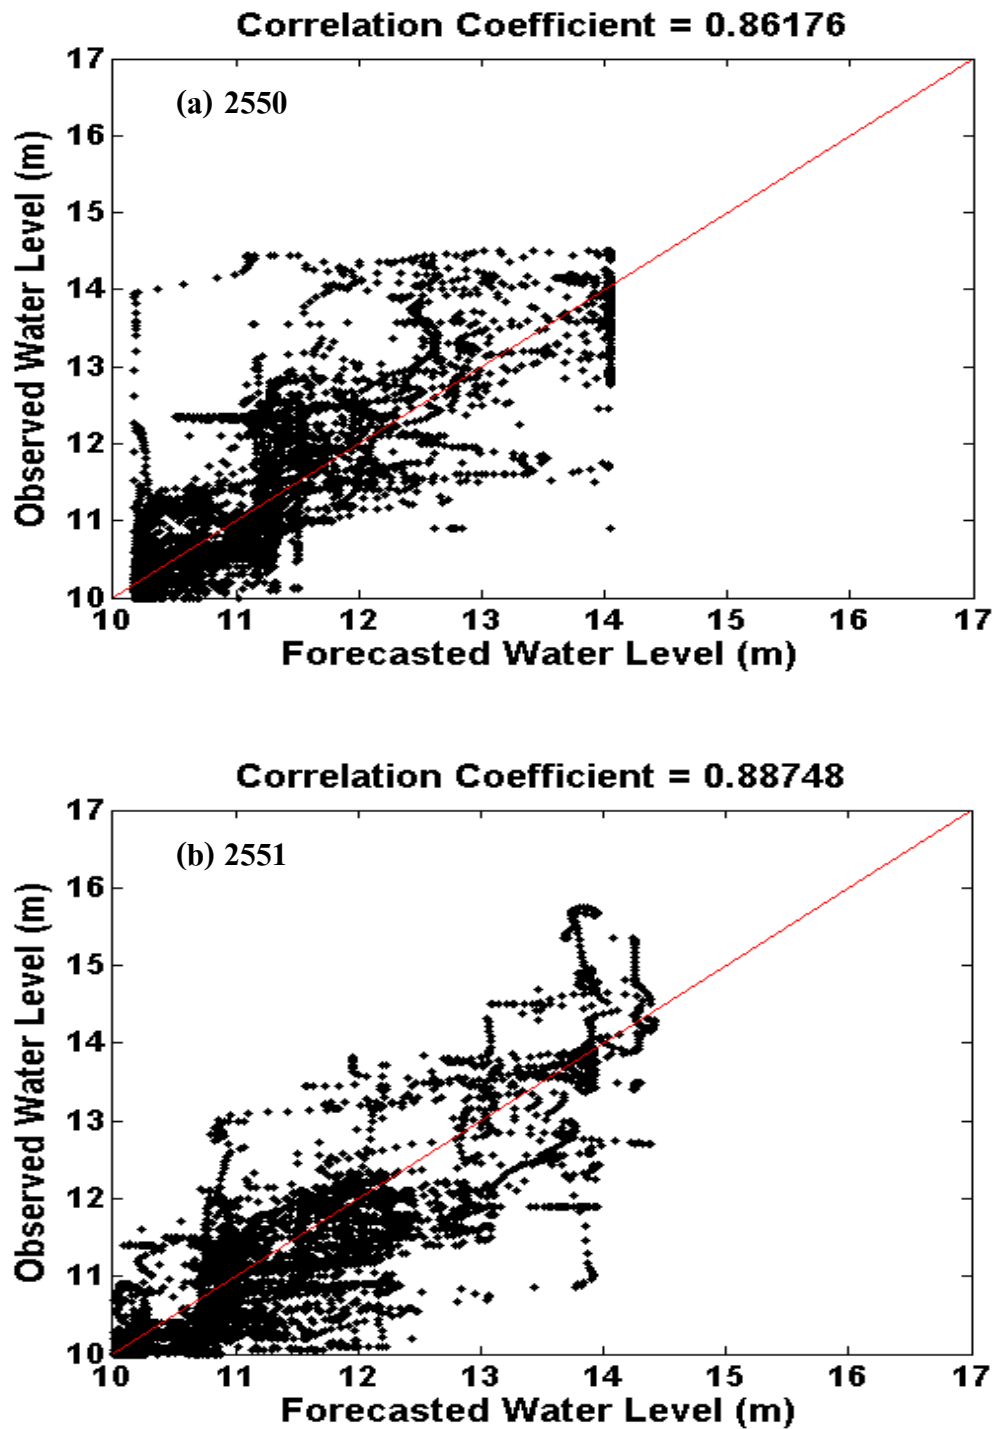 Correlation Coefficient = 0.86176
(a) 2550
Observed Water Level (m)
17
16
15
14
13
12
11
10
10 11 12 13 14 15 16 17
Forecasted Water Level (m)
Correlation Coefficient = 0.88748
(b) 2551
Observed Water Level (m)
17
16
15
14
13
12
11
10
10 11 12 13 14 15 16 17
Forecasted Water Level (m)